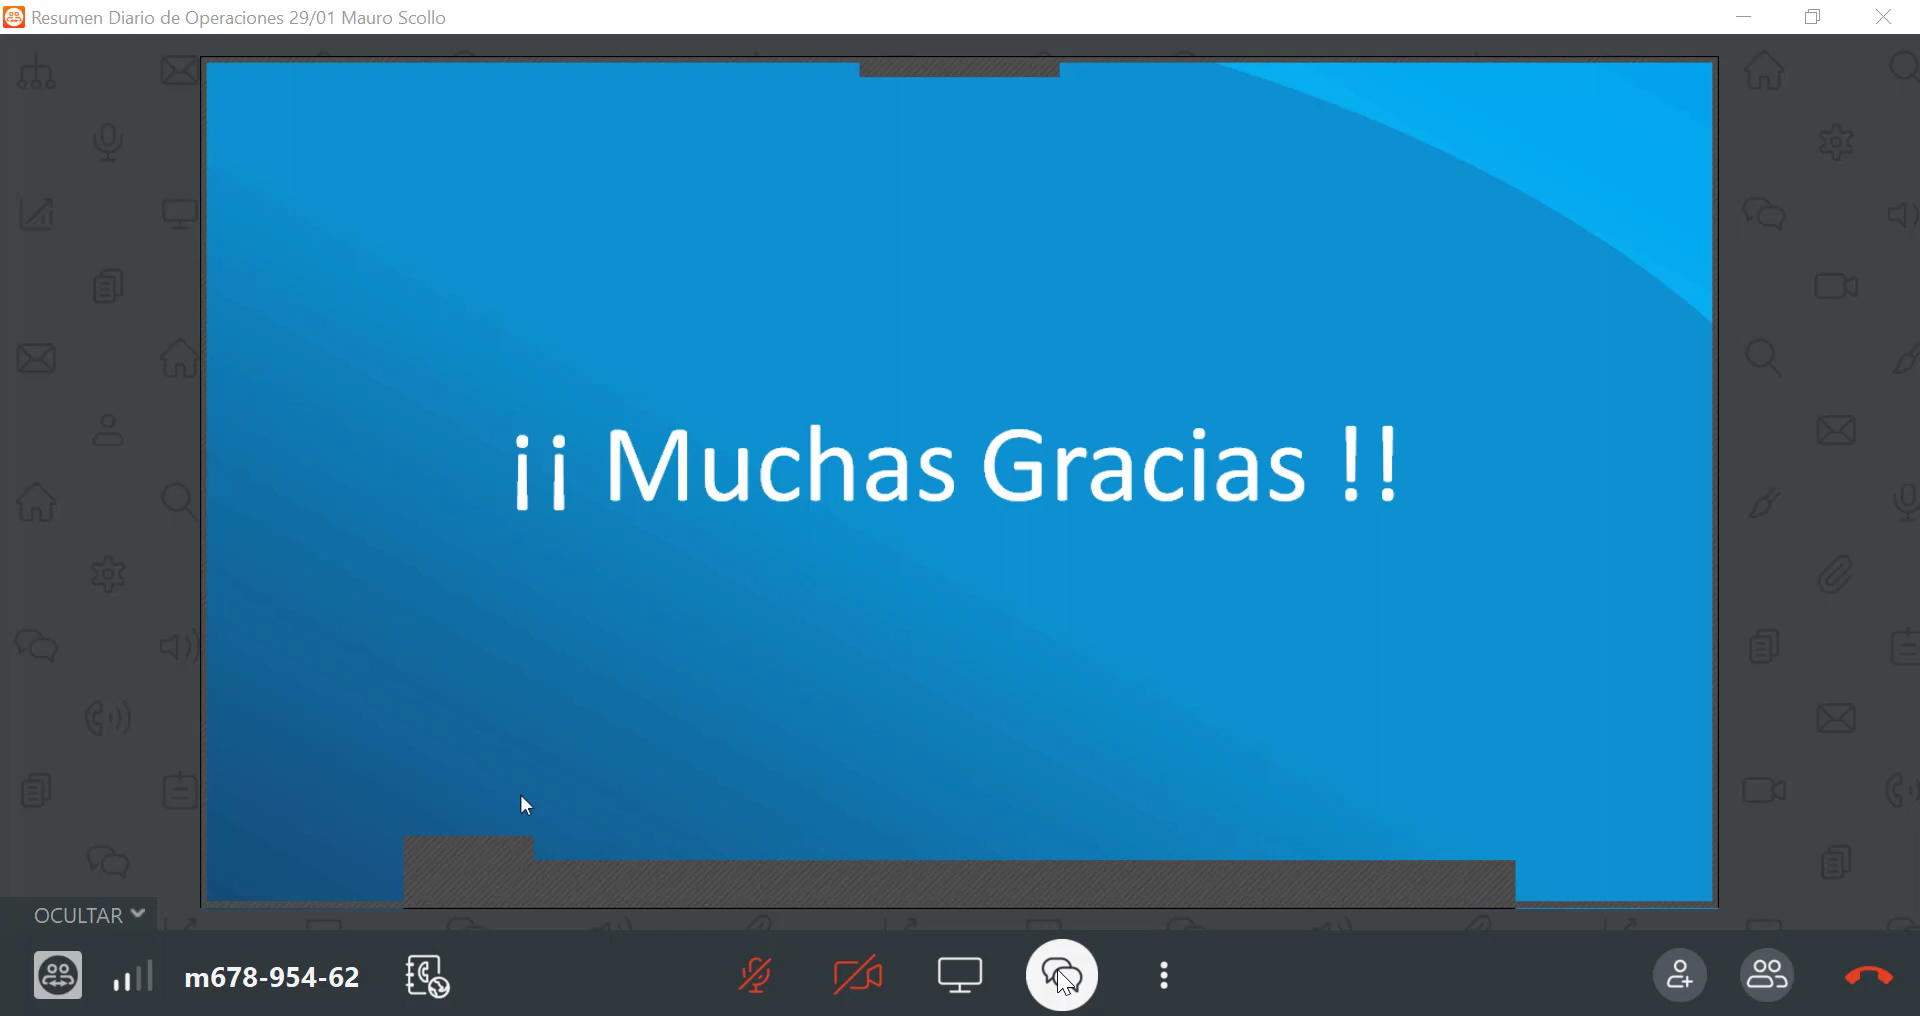 Resumen Diario de Operaciones 29/01 Mauro Scollo
¡¡ Muchas Gracias !!
OCULTAR
m678-954-62